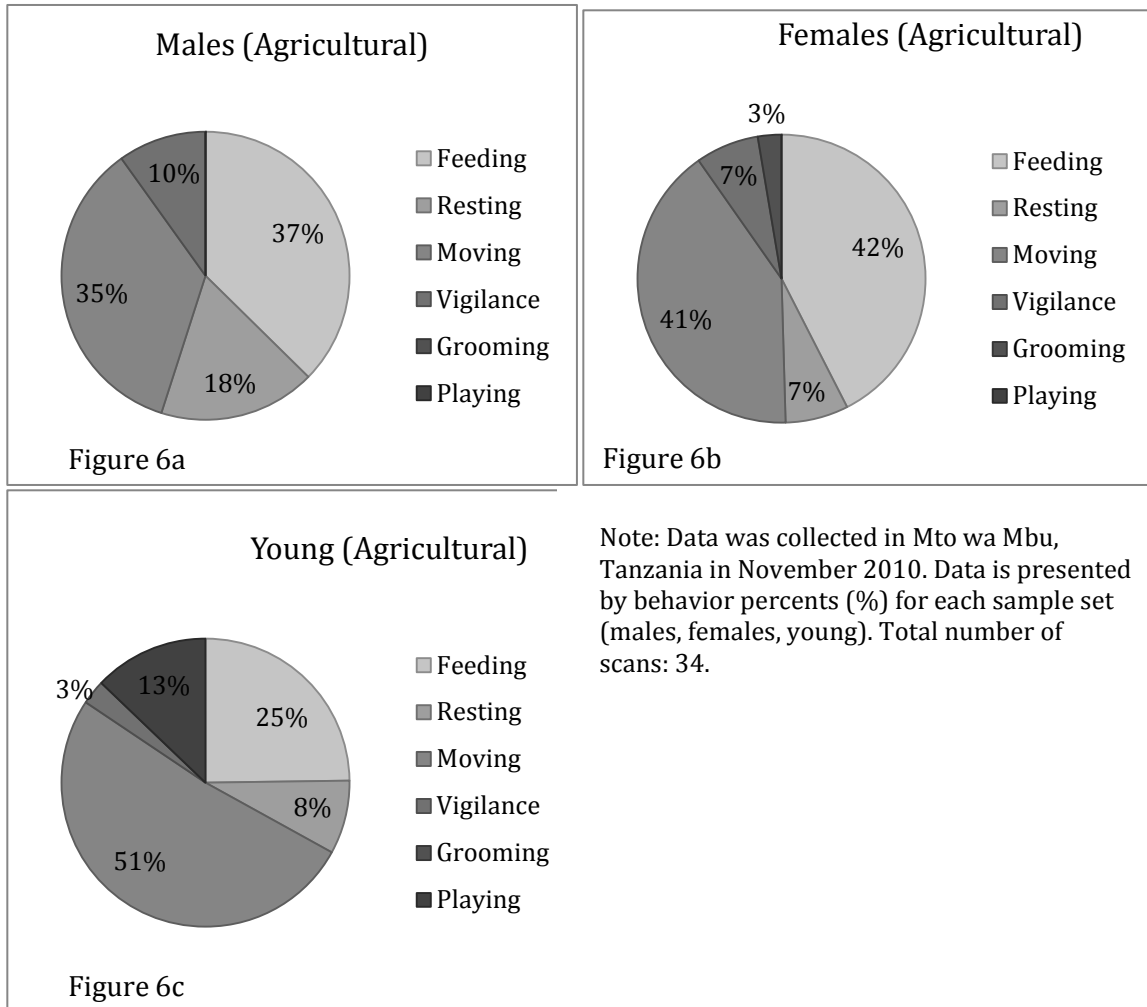 Males (Agricultural)
10%
37%
35%
18%
Feeding
Resting
Moving
Vigilance
Grooming
Playing
Figure 6a
Females (Agricultural)
3%
7%
42%
41%
7%
Feeding
Resting
Moving
Vigilance
Grooming
Playing
Figure 6b
Young (Agricultural)
3%
13%
25%
8%
51%
Feeding
Resting
Moving
Vigilance
Grooming
Playing
Figure 6c
Note: Data was collected in Mto wa Mbu,
Tanzania in November 2010. Data is presented
by behavior percents (%) for each sample set
(males, females, young). Total number of
scans: 34.